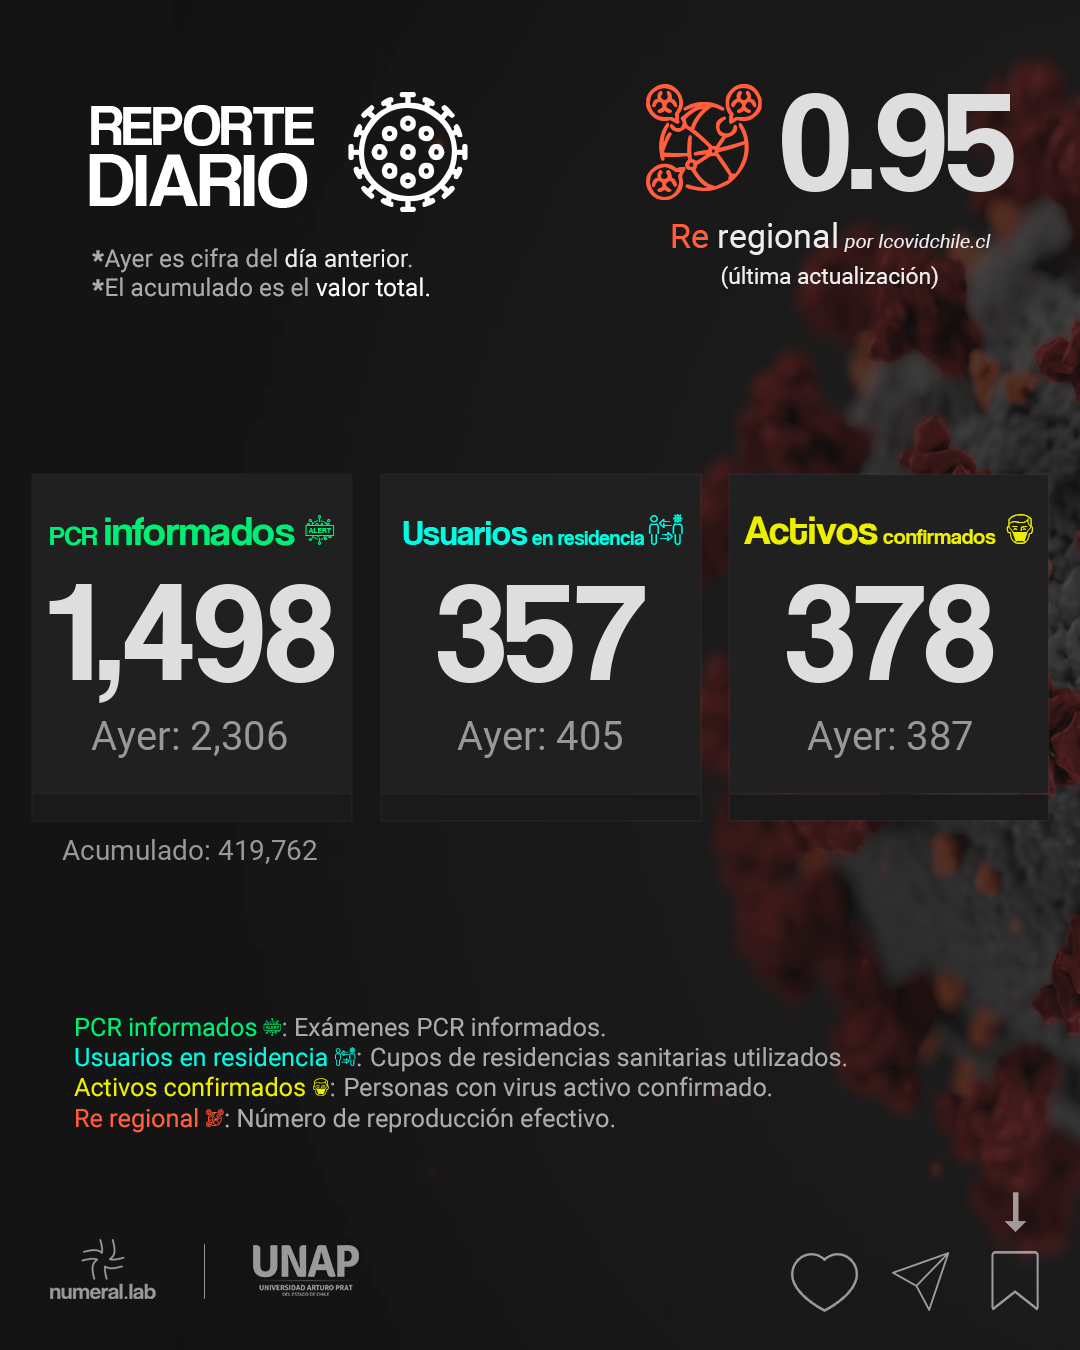 REPORTE
DIARIO
*Ayer es cifra del día anterior.
*El acumulado es el valor total.
0.95
Re regional por Icovidchile.cl
(última actualización)
PCR informados ALERT
1,498
Ayer: 2,306
Acumulado: 419,762
Usuarios en residencia
357
Ayer: 405
Activos confirmados
378
Ayer: 387
PCR informados : Exámenes PCR informados.
Usuarios en residencia : Cupos de residencias sanitarias utilizados.
Activos confirmados : Personas con virus activo confirmado.
Re regional : Número de reproducción efectivo.
numeral.lab
UNAP
UNIVERSIDAD ARTURO PRAT
DEL ESTADO DE CHILE